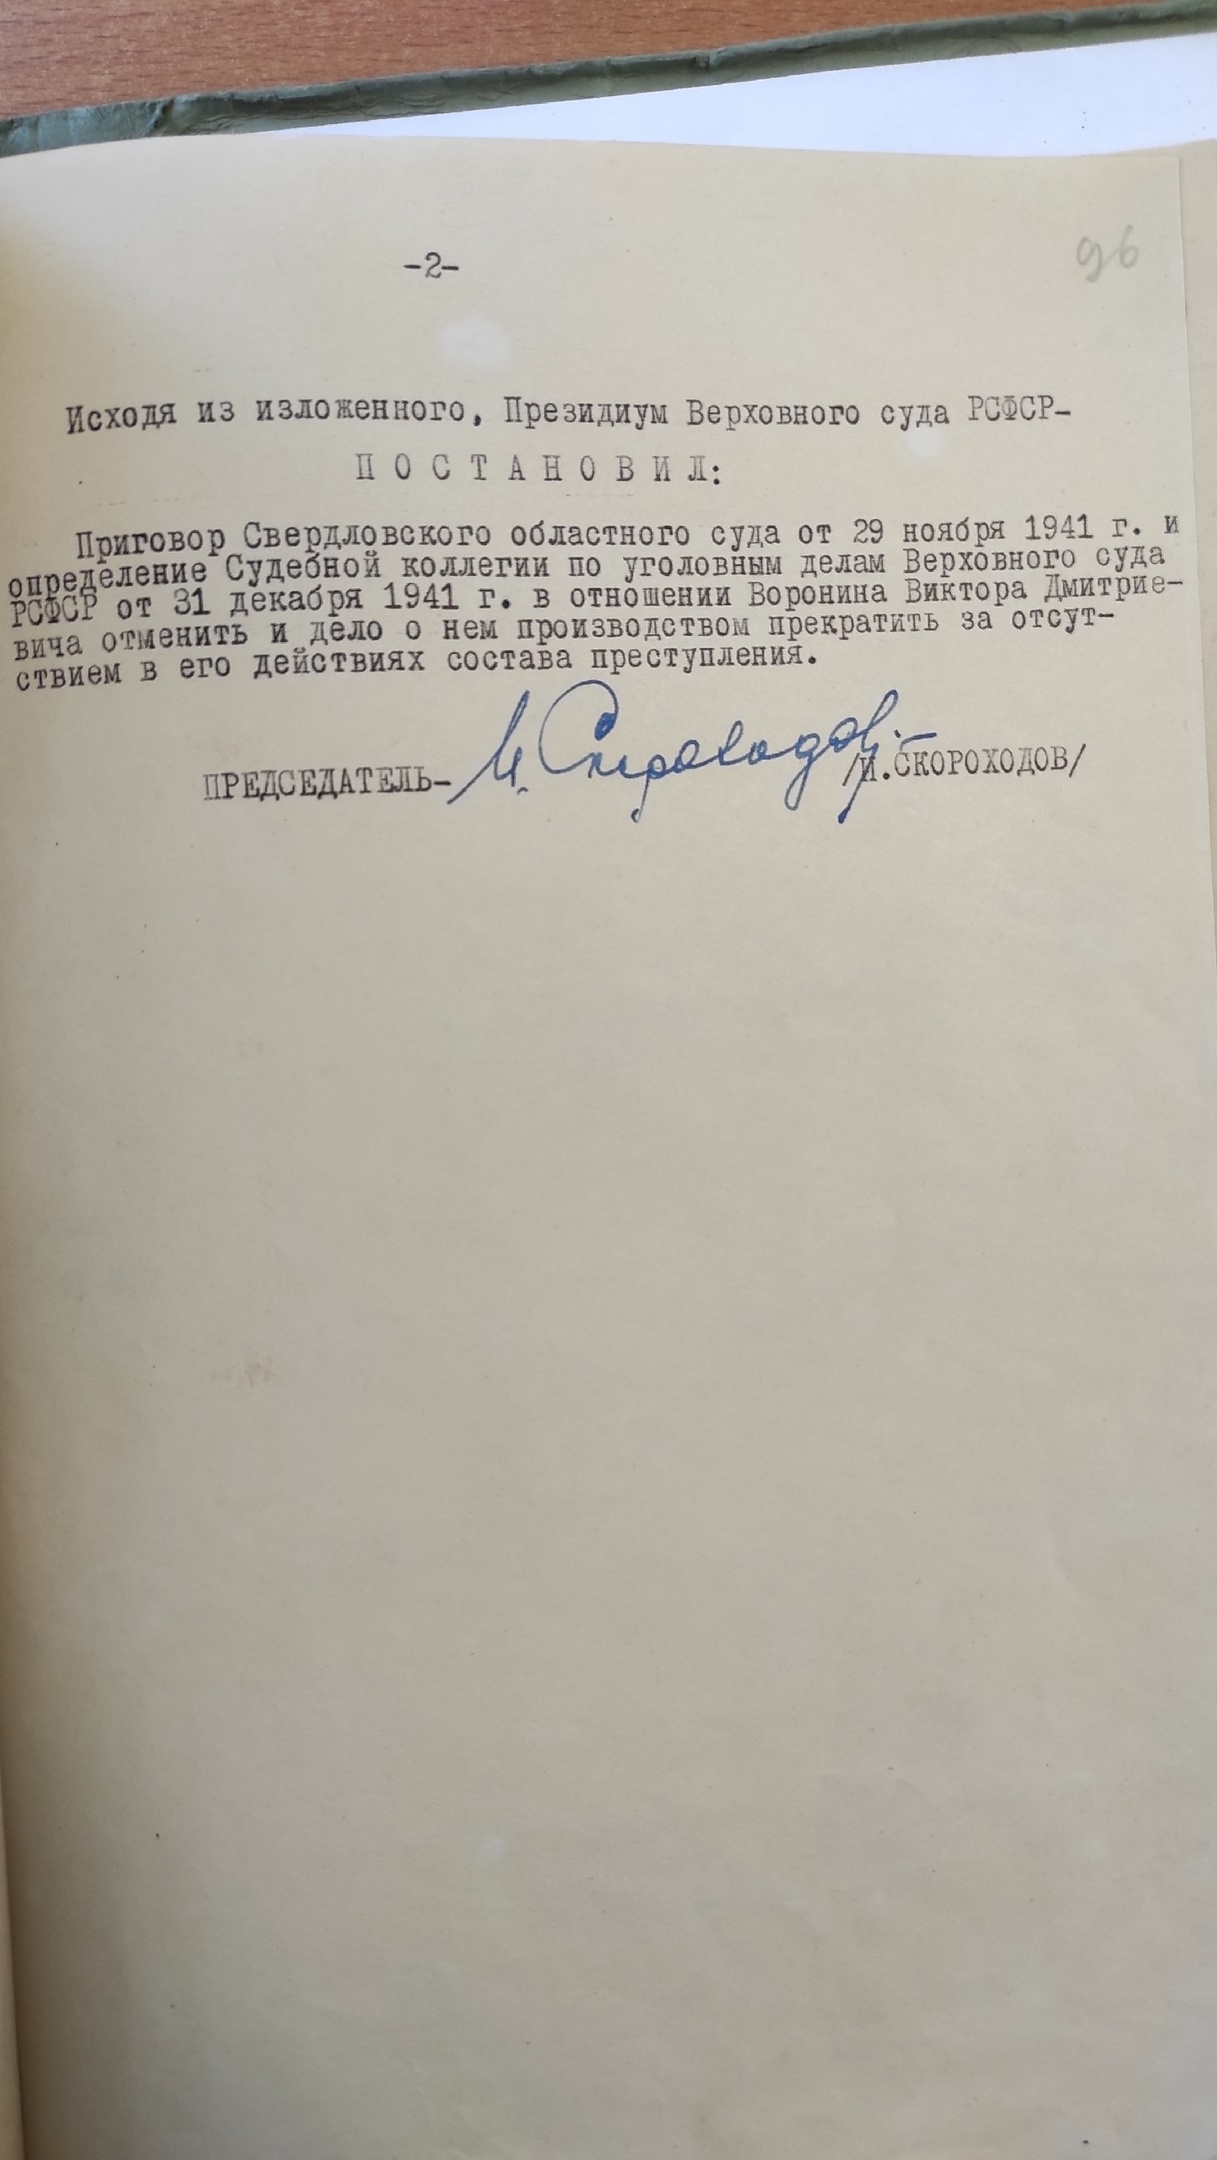 -2-
96
Исходя из изложенного, Президиум Верховного суда РСФСР-
П О С Т А Н О В И Л:
Приговор Свердловского областного суда от 29 ноября 1941 г. и
определение Судебной коллегии по уголовным делам Верховного суда
РСФСР от 31 декабря 1941 г. в отношении Воронина Виктора Дмитрие-
вича отменить и дело о нем производством прекратить за отсут-
ствием в его действиях состава преступления.
ПРЕДСЕДАТЕЛЬ- И. Скороходов /И.СКОРОХОДОВ/